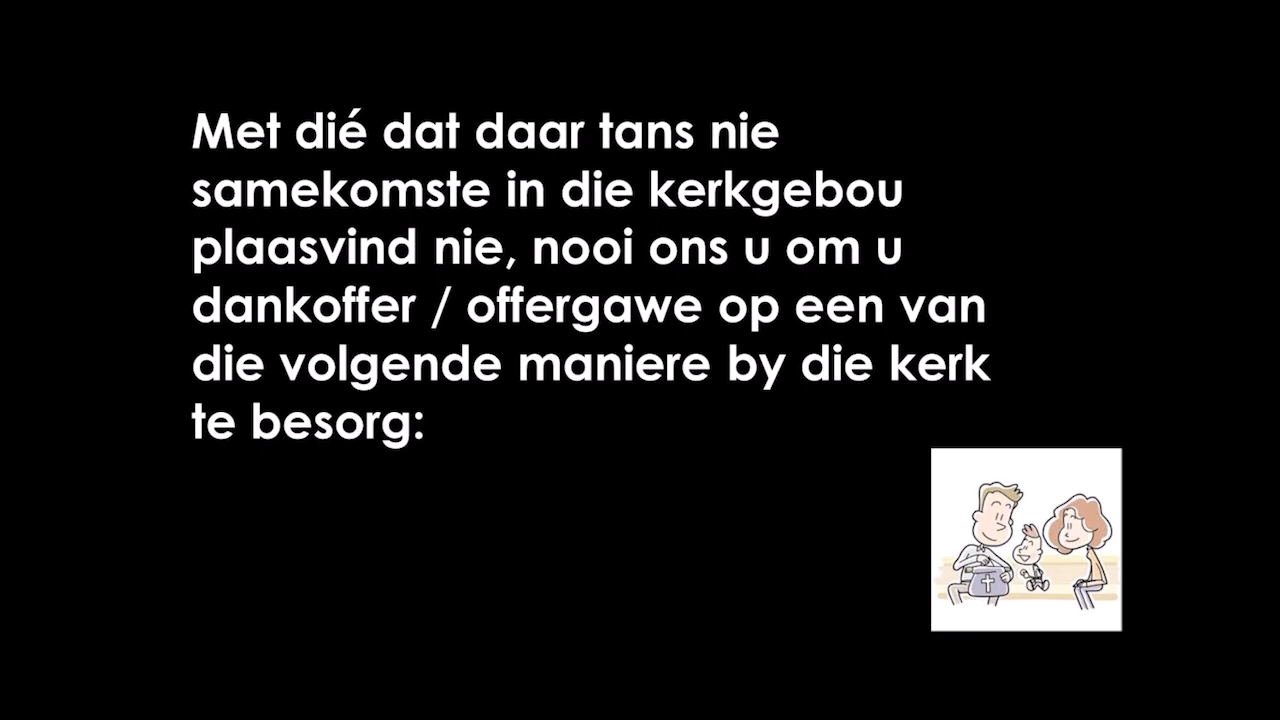 Met dié dat daar tans nie
samekomste in die kerkgebou
plaasvind nie, nooi ons u om u
dankoffer / offergawe op een van
die volgende maniere by die kerk
te besorg: